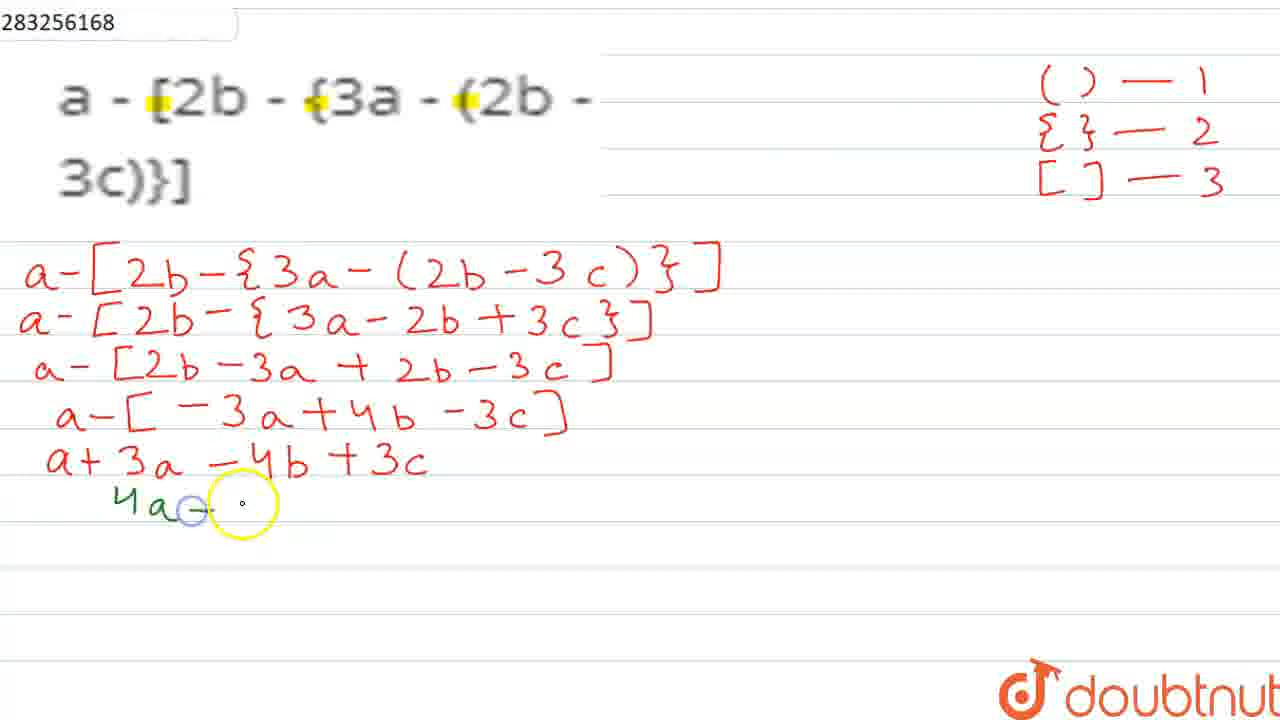 283256168
a - [2b - {3a - (2b -
3c)}]
( ) — 1
{ } — 2
[ ] — 3
a-[2b-{3a-(2b-3c)}]
a-[2b-{3a-2b+3c}]
a-[2b-3a+2b-3c]
a-[-3a+4b-3c]
a+3a-4b+3c
4a-
doubtnut